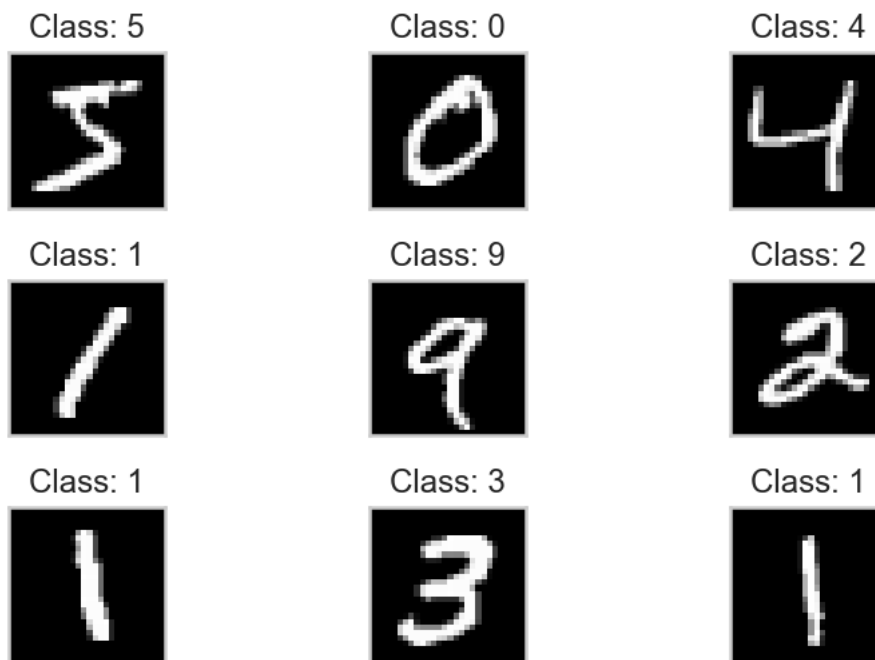 Class: 5 Class: 0 Class: 4
5 0 4
Class: 1 Class: 9 Class: 2
1 9 2
Class: 1 Class: 3 Class: 1
1 3 1